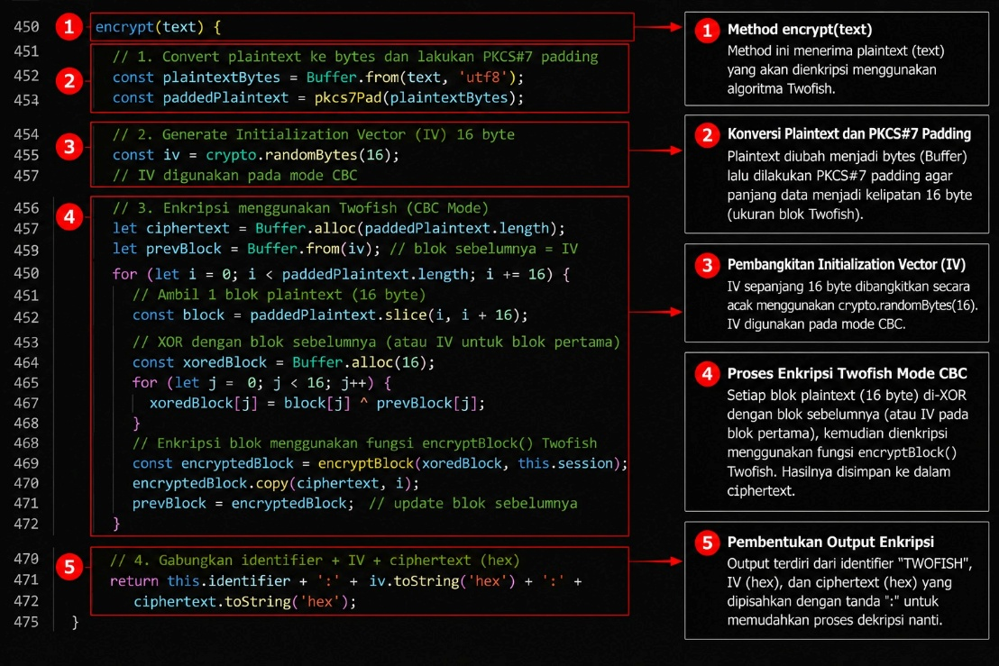 450 1 encrypt(text) {
451 // 1. Convert plaintext ke bytes dan lakukan PKCS#7 padding
452 2 const plaintextBytes = Buffer.from(text, 'utf8');
453 const paddedPlaintext = pkcs7Pad(plaintextBytes);
454 // 2. Generate Initialization Vector (IV) 16 byte
455 3 const iv = crypto.randomBytes(16);
457 // IV digunakan pada mode CBC
456 4 // 3. Enkripsi menggunakan Twofish (CBC Mode)
457 let ciphertext = Buffer.alloc(paddedPlaintext.length);
459 let prevBlock = Buffer.from(iv); // blok sebelumnya = IV
450 for (let i = 0; i < paddedPlaintext.length; i += 16) {
451 // Ambil 1 blok plaintext (16 byte)
452 const block = paddedPlaintext.slice(i, i + 16);
453 // XOR dengan blok sebelumnya (atau IV untuk blok pertama)
464 const xoredBlock = Buffer.alloc(16);
465 for (let j = 0; j < 16; j++) {
467 xoredBlock[j] = block[j] ^ prevBlock[j];
468 }
468 // Enkripsi blok menggunakan fungsi encryptBlock() Twofish
469 const encryptedBlock = encryptBlock(xoredBlock, this.session);
470 encryptedBlock.copy(ciphertext, i);
471 prevBlock = encryptedBlock; // update blok sebelumnya
472 }
470 5 // 4. Gabungkan identifier + IV + ciphertext (hex)
471 return this.identifier + ':' + iv.toString('hex') + ':' +
472 ciphertext.toString('hex');
475 }
1 Method encrypt(text)
Method ini menerima plaintext (text)
yang akan dienkripsi menggunakan
algoritma Twofish.
2 Konversi Plaintext dan PKCS#7 Padding
Plaintext diubah menjadi bytes (Buffer)
lalu dilakukan PKCS#7 padding agar
panjang data menjadi kelipatan 16 byte
(ukuran blok Twofish).
3 Pembangkitan Initialization Vector (IV)
IV sepanjang 16 byte dibangkitkan secara
acak menggunakan crypto.randomBytes(16).
IV digunakan pada mode CBC.
4 Proses Enkripsi Twofish Mode CBC
Setiap blok plaintext (16 byte) di-XOR
dengan blok sebelumnya (atau IV pada
blok pertama), kemudian dienkripsi
menggunakan fungsi encryptBlock()
Twofish. Hasilnya disimpan ke dalam
ciphertext.
5 Pembentukan Output Enkripsi
Output terdiri dari identifier "TWOFISH",
IV (hex), dan ciphertext (hex) yang
dipisahkan dengan tanda ":" untuk
memudahkan proses dekripsi nanti.